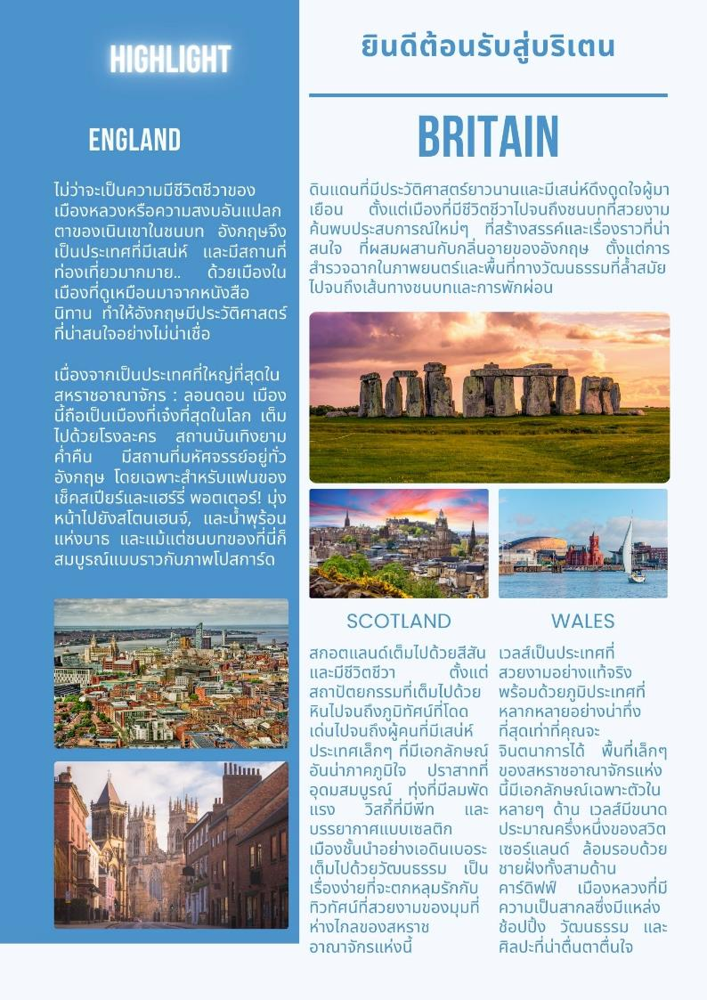 HIGHLIGHT
ENGLAND
ไม่ว่าจะเป็นความมีชีวิตชีวาของ
เมืองหลวงหรือความสงบอันแปลก
ตาของเนินเขาในชนบท อังกฤษจึง
เป็นประเทศที่มีเสน่ห์ และมีสถานที่
ท่องเที่ยวมากมาย.. ด้วยเมืองใน
เมืองที่ดูเหมือนมาจากหนังสือ
นิทาน ทำให้อังกฤษมีประวัติศาสตร์
ที่น่าสนใจอย่างไม่น่าเชื่อ
เนื่องจากเป็นประเทศที่ใหญ่ที่สุดใน
สหราชอาณาจักร : ลอนดอน เมือง
นี้ถือเป็นเมืองที่เจ๋งที่สุดในโลก เต็ม
ไปด้วยโรงละคร สถานบันเทิงยาม
ค่ำคืน มีสถานที่มหัศจรรย์อยู่ทั่ว
อังกฤษ โดยเฉพาะสำหรับแฟนของ
เช็คสเปียร์และแฮร์รี่ พอตเตอร์! มุ่ง
หน้าไปยังสโตนเฮนจ์, และน้ำพุร้อน
แห่งบาธ และแม้แต่ชนบทของที่นี่ก็
สมบูรณ์แบบราวกับภาพโปสการ์ด
ยินดีต้อนรับสู่บริเตน
BRITAIN
ดินแดนที่มีประวัติศาสตร์ยาวนานและมีเสน่ห์ดึงดูดใจผู้มา
เยือน ตั้งแต่เมืองที่มีชีวิตชีวาไปจนถึงชนบทที่สวยงาม
ค้นพบประสบการณ์ใหม่ๆ ที่สร้างสรรค์และเรื่องราวที่น่า
สนใจ ที่ผสมผสานกับกลิ่นอายของอังกฤษ ตั้งแต่การ
สำรวจฉากในภาพยนตร์และพื้นที่ทางวัฒนธรรมที่ล้ำสมัย
ไปจนถึงเส้นทางชนบทและการพักผ่อน
SCOTLAND
สกอตแลนด์เต็มไปด้วยสีสัน
และมีชีวิตชีวา ตั้งแต่
สถาปัตยกรรมที่เต็มไปด้วย
หินไปจนถึงภูมิทัศน์ที่โดด
เด่นไปจนถึงผู้คนที่มีเสน่ห์
ประเทศเล็กๆ ที่มีเอกลักษณ์
อันน่าภาคภูมิใจ ปราสาทที่
อุดมสมบูรณ์ ทุ่งที่มีลมพัด
แรง วิสกี้ที่มีพีท และ
บรรยากาศแบบเซลติก
เมืองชั้นนำอย่างเอดินเบอระ
เต็มไปด้วยวัฒนธรรม เป็น
เรื่องง่ายที่จะตกหลุมรักกับ
ทิวทัศน์ที่สวยงามของมุมที่
ห่างไกลของสหราช
อาณาจักรแห่งนี้
WALES
เวลส์เป็นประเทศที่
สวยงามอย่างแท้จริง
พร้อมด้วยภูมิประเทศที่
หลากหลายอย่างน่าทึ่ง
ที่สุดเท่าที่คุณจะ
จินตนาการได้ พื้นที่เล็กๆ
ของสหราชอาณาจักรแห่ง
นี้มีเอกลักษณ์เฉพาะตัวใน
หลายๆ ด้าน เวลส์มีขนาด
ประมาณครึ่งหนึ่งของสวิต
เซอร์แลนด์ ล้อมรอบด้วย
ชายฝั่งทั้งสามด้าน
คาร์ดิฟฟ์ เมืองหลวงที่มี
ความเป็นสากลซึ่งมีแหล่ง
ช้อปปิ้ง วัฒนธรรม และ
ศิลปะที่น่าตื่นตาตื่นใจ